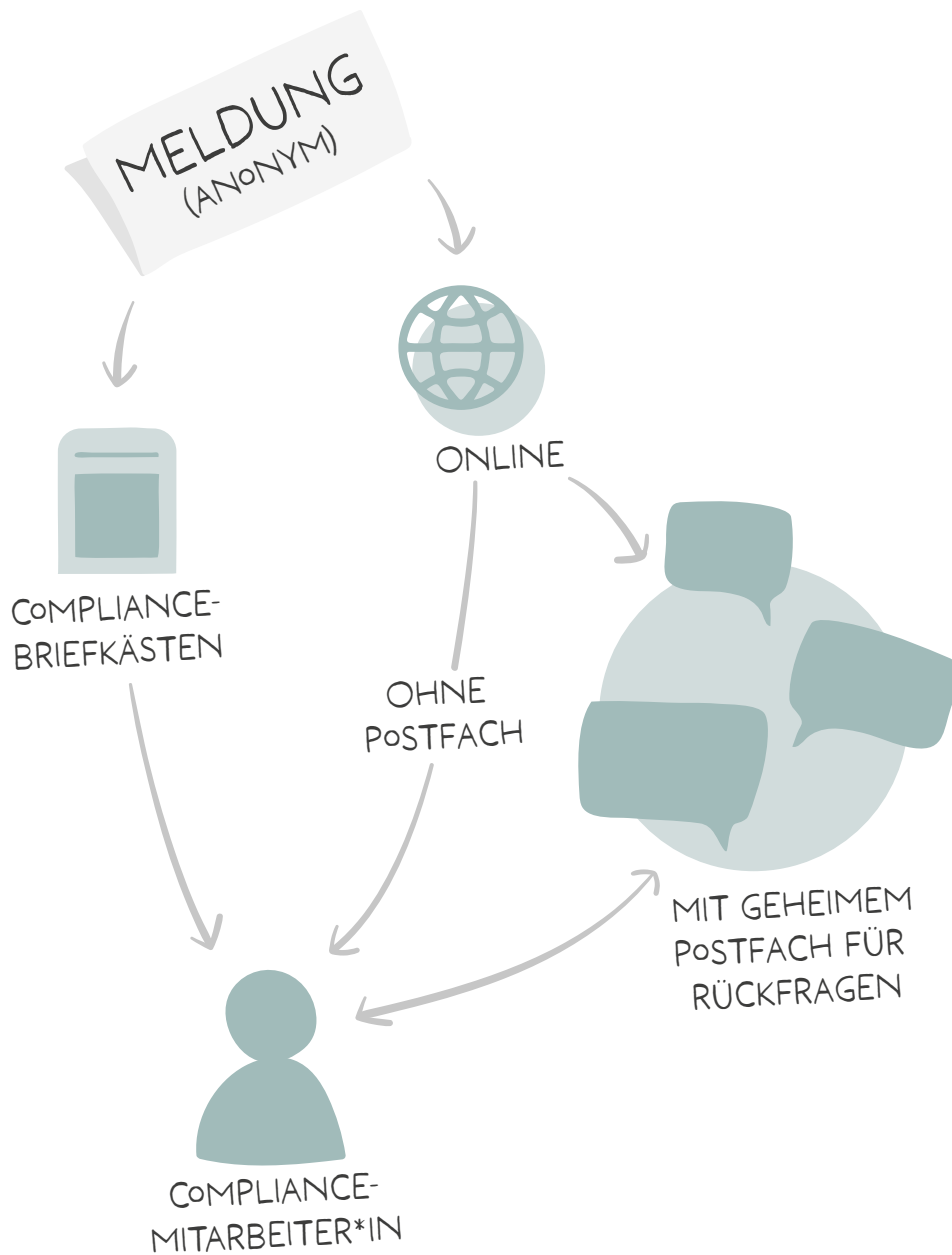 MELDUNG
(ANONYM)
ONLINE
COMPLIANCE-
BRIEFKÄSTEN
OHNE
POSTFACH
MIT GEHEIMEM
POSTFACH FÜR
RÜCKFRAGEN
COMPLIANCE-
MITARBEITER*IN